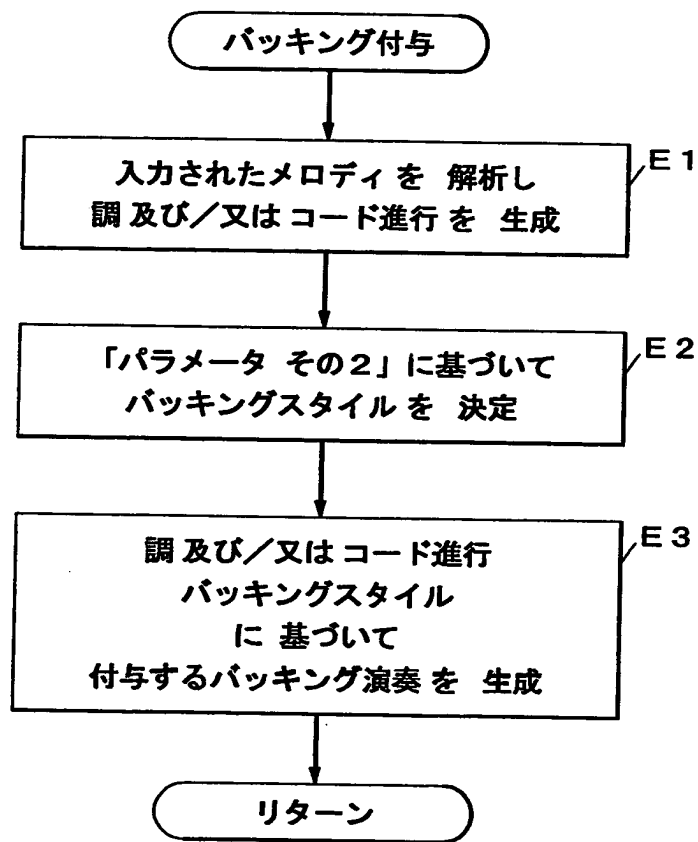 バッキング付与
入力されたメロディを 解析し
調 及び／又は コード進行 を 生成
E1
「パラメータ その2」に基づいて
バッキングスタイル を 決定
E2
調 及び／又は コード進行
バッキングスタイル
に 基づいて
付与するバッキング演奏 を 生成
E3
リターン